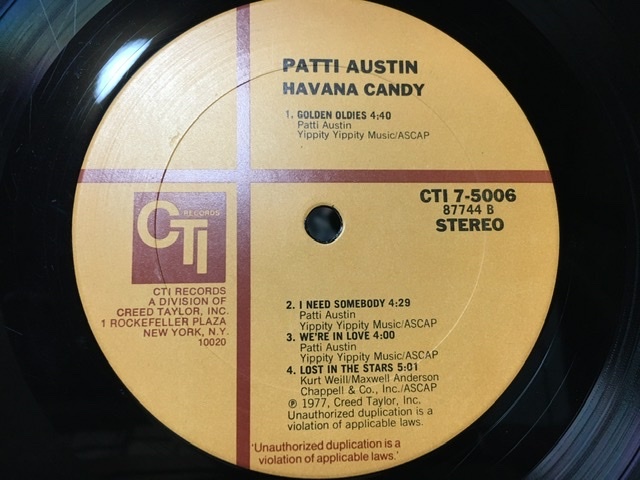 PATTI AUSTIN
HAVANA CANDY
1. GOLDEN OLDIES 4:40
Patti Austin
Yippity Yippity Music/ASCAP
CTI 7-5006
87744 B
STEREO
CTI
RECORDS
CTI RECORDS
A DIVISION OF
CREED TAYLOR, INC.
1 ROCKEFELLER PLAZA
NEW YORK, N.Y.
10020
2. I NEED SOMEBODY 4:29
Patti Austin
Yippity Yippity Music/ASCAP
3. WE'RE IN LOVE 4:00
Patti Austin
Yippity Yippity Music/ASCAP
4. LOST IN THE STARS 5:01
Kurt Weill/Maxwell Anderson
Chappell & Co., Inc/ASCAP
℗ 1977, Creed Taylor, Inc.
Unauthorized duplication is a
violation of applicable laws.
'Unauthorized duplication is a
violation of applicable laws.'